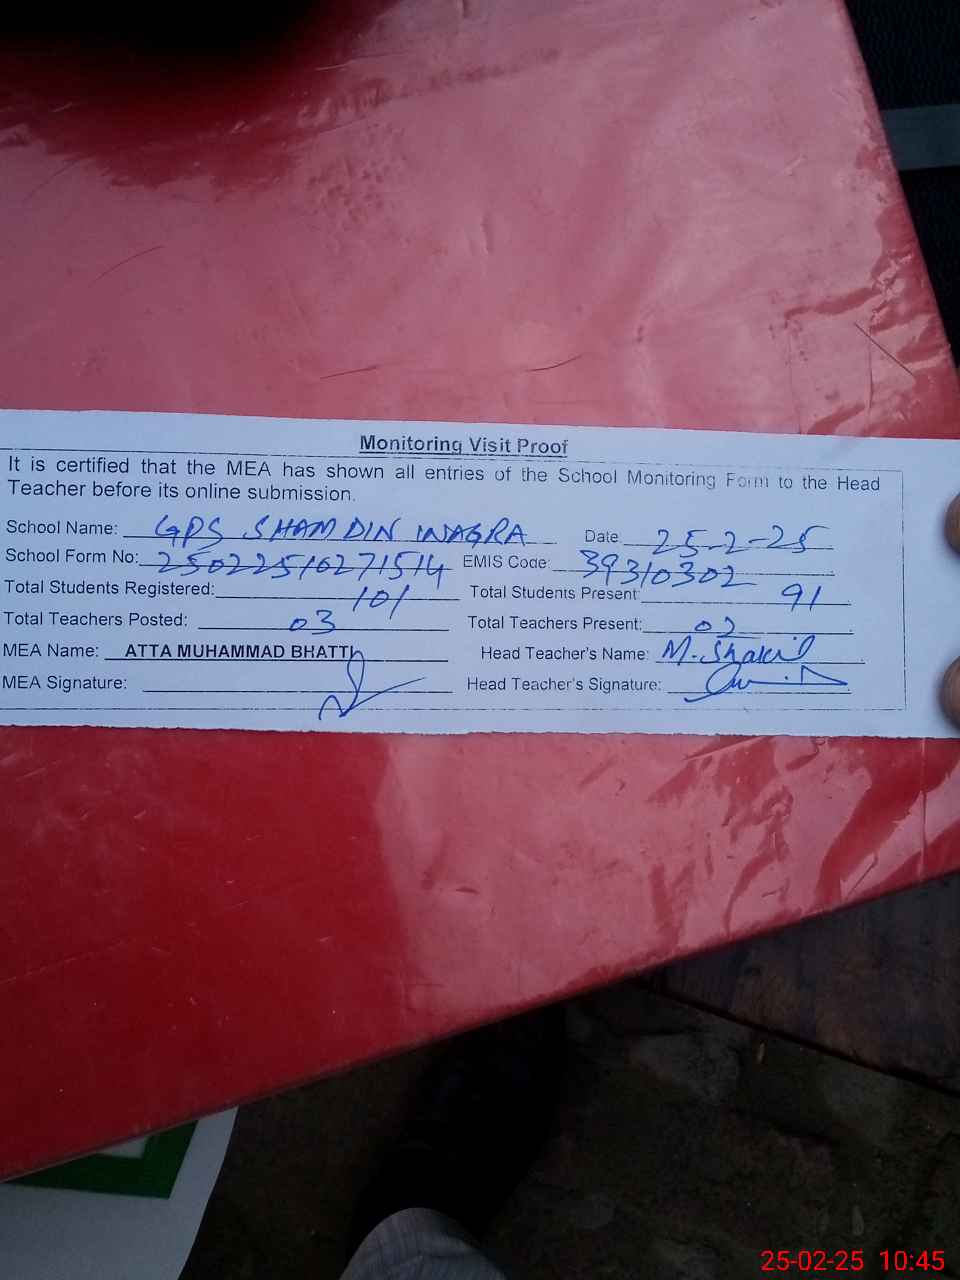 Monitoring Visit Proof
It is certified that the MEA has shown all entries of the School Monitoring Form to the Head
Teacher before its online submission.
School Name: GPS SHAMDIN WAGRA Date 25-2-25
School Form No: 25022510271514 EMIS Code: 39310302
Total Students Registered: 101 Total Students Present: 91
Total Teachers Posted: 03 Total Teachers Present: 02
MEA Name: ATTA MUHAMMAD BHATTI Head Teacher's Name: M. Shakil
MEA Signature: Head Teacher's Signature:
25-02-25 10:45